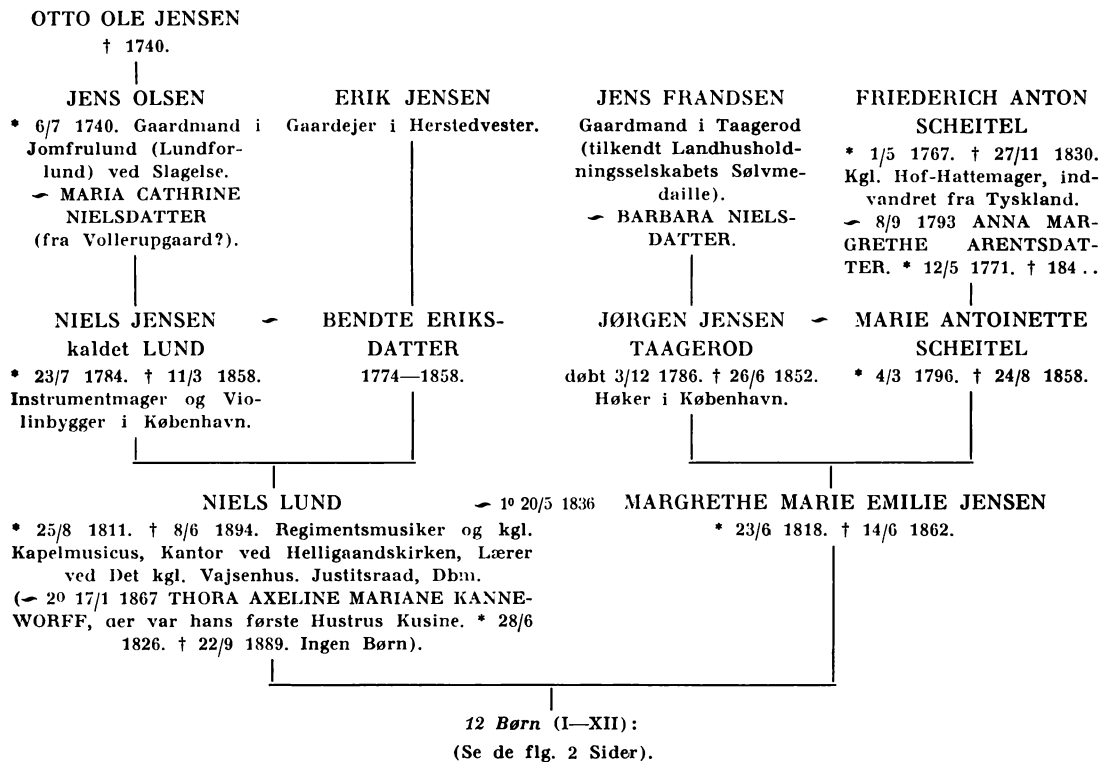 OTTO OLE JENSEN
† 1740.
JENS OLSEN
* 6/7 1740. Gaardmand i
Jomfrulund (Lundfor-
lund) ved Slagelse.
⁓ MARIA CATHRINE
NIELSDATTER
(fra Vollerupgaard?).
ERIK JENSEN
Gaardejer i Herstedvester.
JENS FRANDSEN
Gaardmand i Taagerod
(tilkendt Landhushold-
ningsselskabets Sølvme-
daille).
⁓ BARBARA NIELS-
DATTER.
FRIEDERICH ANTON
SCHEITEL
* 1/5 1767. † 27/11 1830.
Kgl. Hof-Hattemager, ind-
vandret fra Tyskland.
⁓ 8/9 1793 ANNA MAR-
GRETHE ARENTSDAT-
TER. * 12/5 1771. † 184 ..
NIELS JENSEN ⁓
kaldet LUND
* 23/7 1784. † 11/3 1858.
Instrumentmager og Vio-
linbygger i København.
BENDTE ERIKS-
DATTER
1774—1858.
JØRGEN JENSEN ⁓
TAAGEROD
døbt 3/12 1786. † 26/6 1852.
Høker i København.
MARIE ANTOINETTE
SCHEITEL
* 4/3 1796. † 24/8 1858.
NIELS LUND ⁓ 1⁰ 20/5 1836 MARGRETHE MARIE EMILIE JENSEN
* 25/8 1811. † 8/6 1894. Regimentsmusiker og kgl.
Kapelmusicus, Kantor ved Helligaandskirken, Lærer
ved Det kgl. Vajsenhus. Justitsraad, Dbm.
(⁓ 2⁰ 17/1 1867 THORA AXELINE MARIANE KANNE-
WORFF, der var hans første Hustrus Kusine. * 28/6
1826. † 22/9 1889. Ingen Børn).
* 23/6 1818. † 14/6 1862.
12 Børn (I—XII):
(Se de flg. 2 Sider).